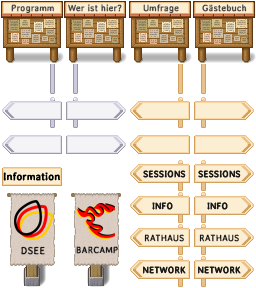 Programm Wer ist hier? Umfrage Gästebuch
SESSIONS SESSIONS
Information
INFO INFO
RATHAUS RATHAUS
DSEE BARCAMP
NETWORK NETWORK